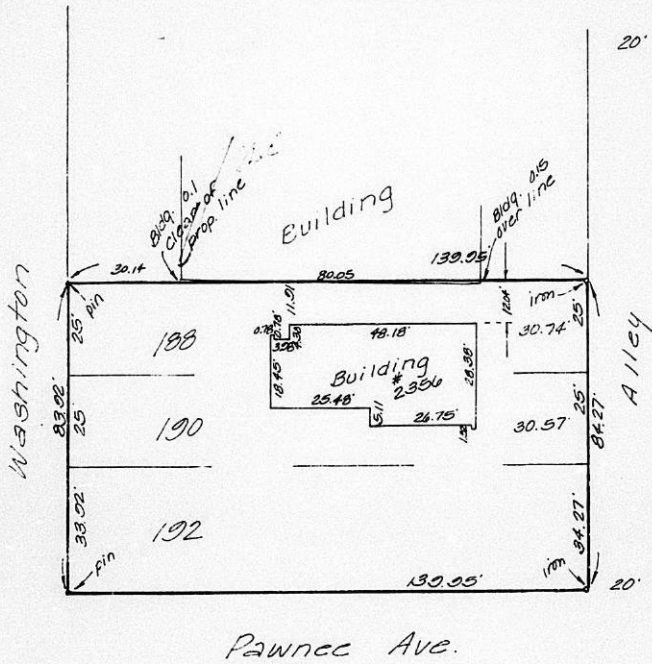 20'
Bldg. 0.1
Clear of
prop. line
Building
Bldg. 0.15
over line
30.14
80.05
139.95'
pin
iron
11.91
12.04'
25'
188
0.78
48.18'
30.74'
25'
Washington
83.92'
18.45'
Building
#
2356
28.38'
Alley
84.27'
25'
190
25.48'
5.11
26.75'
30.57'
25'
33.92'
192
34.27'
pin
iron
139.95'
20'
Pawnee Ave.